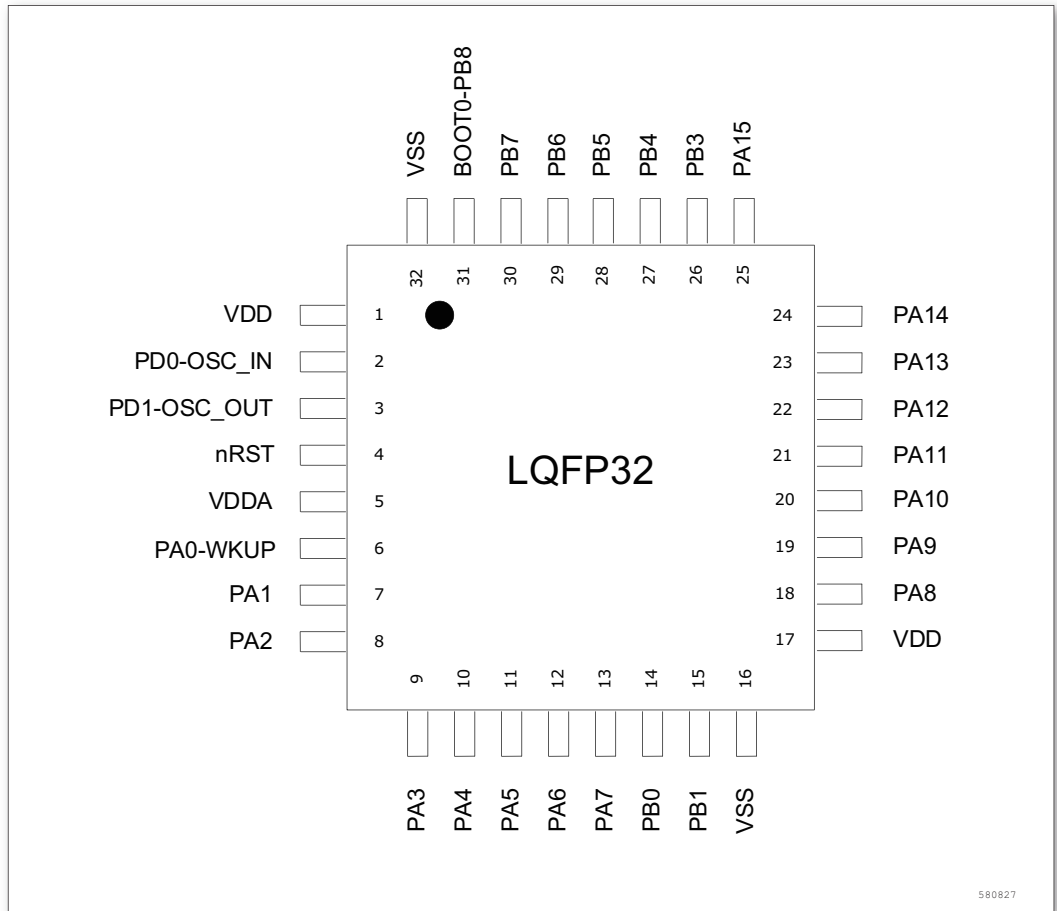 VSS
BOOT0-PB8
PB7
PB6
PB5
PB4
PB3
PA15
32
31
30
29
28
27
26
25
VDD
1
PD0-OSC_IN
2
PD1-OSC_OUT
3
nRST
4
VDDA
5
PA0-WKUP
6
PA1
7
PA2
8
LQFP32
24
PA14
23
PA13
22
PA12
21
PA11
20
PA10
19
PA9
18
PA8
17
VDD
9
10
11
12
13
14
15
16
PA3
PA4
PA5
PA6
PA7
PB0
PB1
VSS
580827